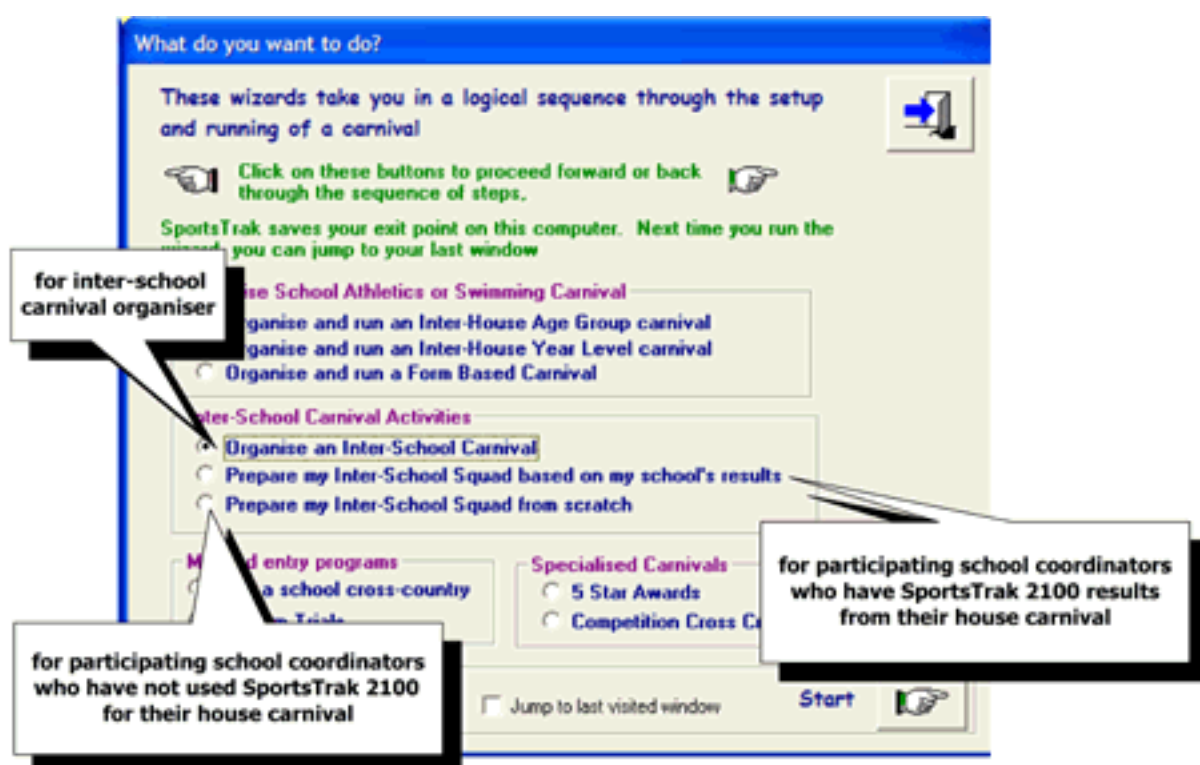 What do you want to do?
These wizards take you in a logical sequence through the setup
and running of a carnival
Click on these buttons to proceed forward or back
through the sequence of steps.
SportsTrak saves your exit point on this computer. Next time you run the
you can jump to your last window
for inter-school
carnival organiser
School Athletics or Swimming Carnival
Organise and run an Inter-House Age Group carnival
Organise and run an Inter-House Year Level carnival
Organise and run a Form Based Carnival
Inter-School Carnival Activities
Organise an Inter-School Carnival
Prepare my Inter-School Squad based on my school's results
Prepare my Inter-School Squad from scratch
for participating school coordinators
who have SportsTrak 2100 results
from their house carnival
entry programs
a school cross-country
Trials
Specialised Carnivals
5 Star Awards
Competition Cross
for participating school coordinators
who have not used SportsTrak 2100
for their house carnival
Jump to last visited window
Start